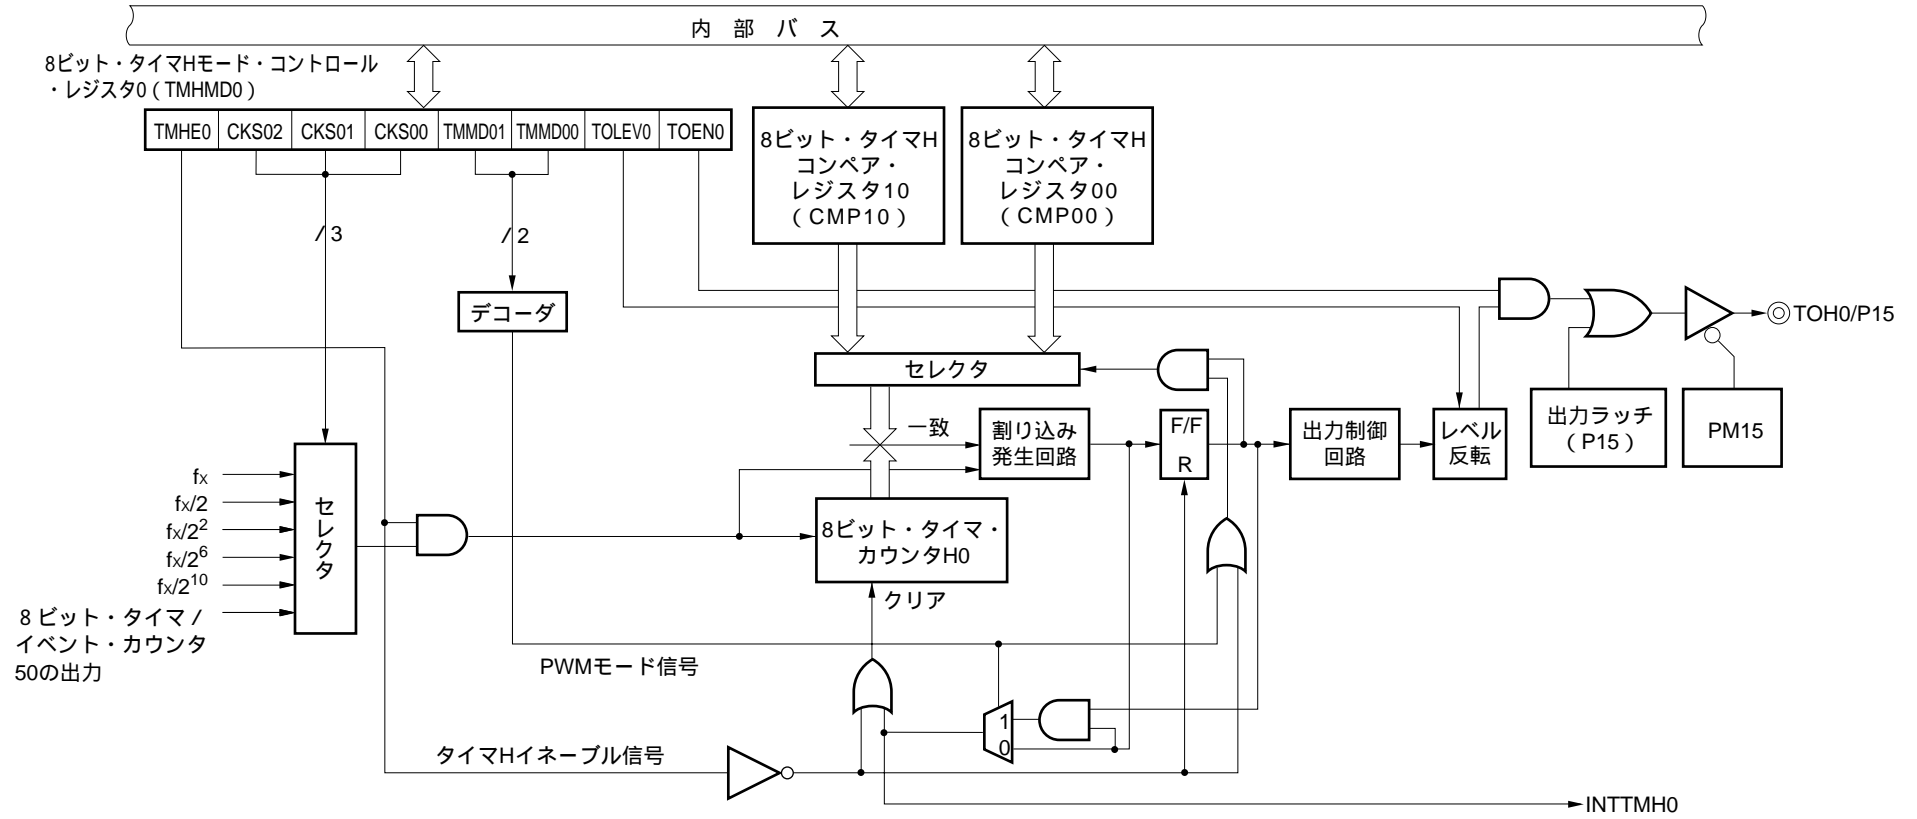 内 部 バ ス
8ビット・タイマHモード・コントロール
・レジスタ0(TMHMD0)
TMHE0 CKS02 CKS01 CKS00 TMMD01 TMMD00 TOLEV0 TOEN0
8ビット・タイマH
コンペア・
レジスタ10
(CMP10)
8ビット・タイマH
コンペア・
レジスタ00
(CMP00)
/3
/2
デコーダ
TOH0/P15
セレクタ
一致
割り込み
発生回路
F/F
R
出力制御
回路
レベル
反転
出力ラッチ
(P15)
PM15
fX
fX/2
fX/2²
fX/2⁶
fX/2¹⁰
8 ビット・タイマ /
イベント・カウンタ
50の出力
セレクタ
8ビット・タイマ・
カウンタH0
クリア
PWMモード信号
1
0
タイマHイネーブル信号
INTTMH0